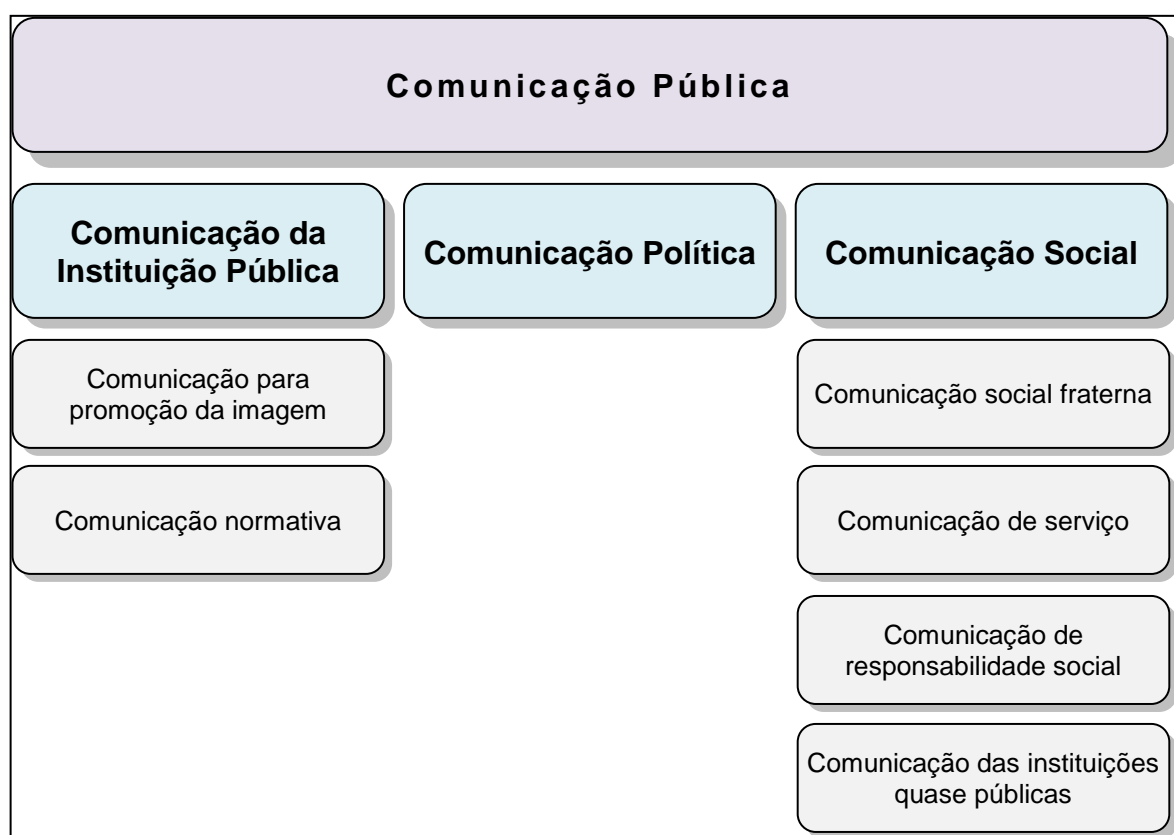 Comunicação Pública
Comunicação da
Instituição Pública
Comunicação Política
Comunicação Social
Comunicação para
promoção da imagem
Comunicação social fraterna
Comunicação normativa
Comunicação de serviço
Comunicação de
responsabilidade social
Comunicação das instituições
quase públicas